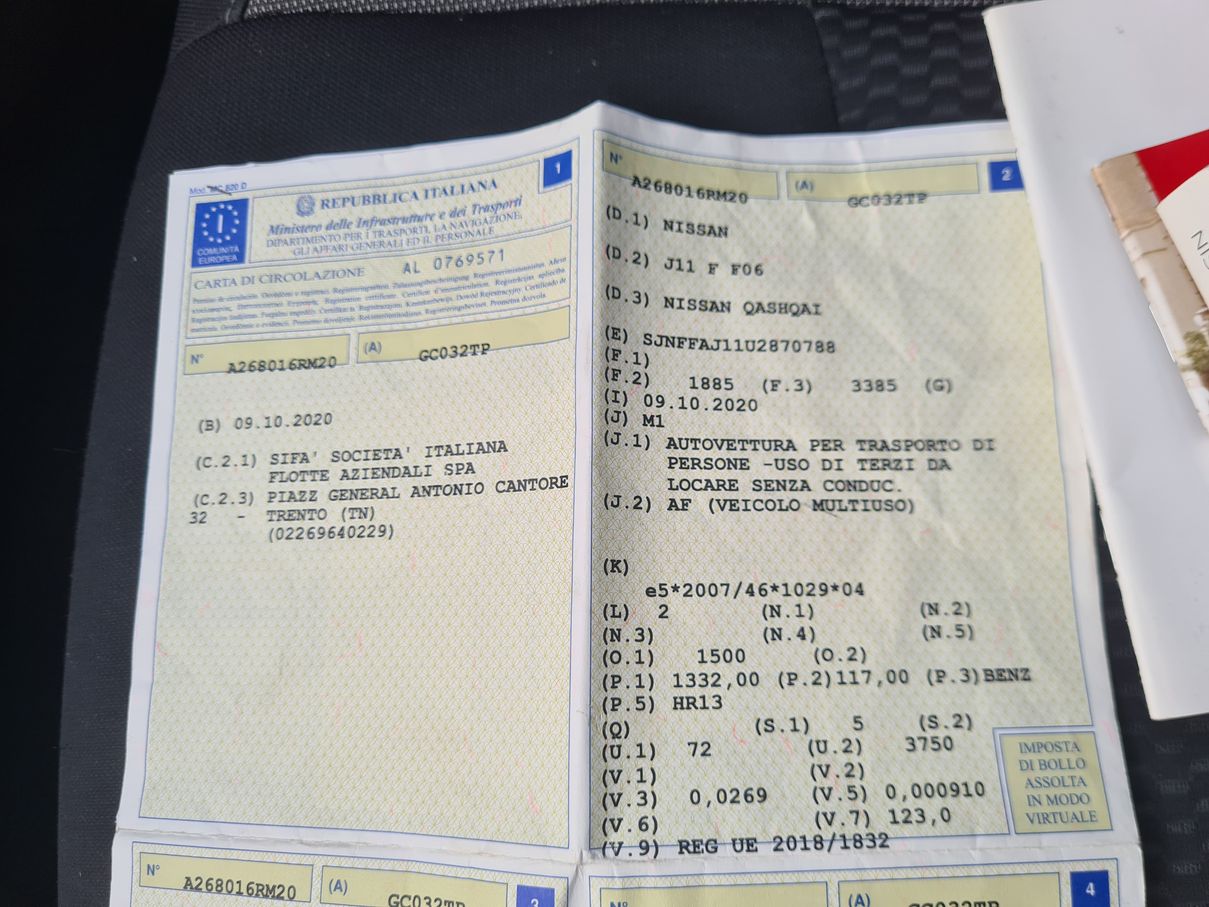 Mod. MC 820 D
1
REPUBBLICA ITALIANA
Ministero delle Infrastrutture e dei Trasporti
DIPARTIMENTO PER I TRASPORTI, LA NAVIGAZIONE,
GLI AFFARI GENERALI ED IL PERSONALE
I
COMUNITÀ
EUROPEA
CARTA DI CIRCOLAZIONE AL 0769571
N° A268016RM20 (A) GC032TP
(B) 09.10.2020
(C.2.1) SIFA' SOCIETA' ITALIANA
FLOTTE AZIENDALI SPA
(C.2.3) PIAZZ GENERAL ANTONIO CANTORE
32 - TRENTO (TN)
(02269640229)
N° A268016RM20 (A) GC032TP 2
(D.1) NISSAN
(D.2) J11 F F06
(D.3) NISSAN QASHQAI
(E) SJNFFAJ11U2870788
(F.1)
(F.2) 1885 (F.3) 3385 (G)
(I) 09.10.2020
(J) M1
(J.1) AUTOVETTURA PER TRASPORTO DI
PERSONE -USO DI TERZI DA
LOCARE SENZA CONDUC.
(J.2) AF (VEICOLO MULTIUSO)
(K)
e5*2007/46*1029*04
(L) 2 (N.1) (N.2)
(N.3) (N.4) (N.5)
(O.1) 1500 (O.2)
(P.1) 1332,00 (P.2)117,00 (P.3)BENZ
(P.5) HR13
(Q) (S.1) 5 (S.2)
(U.1) 72 (U.2) 3750
(V.1) (V.2)
(V.3) 0,0269 (V.5) 0,000910
(V.6) (V.7) 123,0
(V.9) REG UE 2018/1832
IMPOSTA
DI BOLLO
ASSOLTA
IN MODO
VIRTUALE
N° A268016RM20 (A) GC032TP 3
N° (A) GC032TP 4